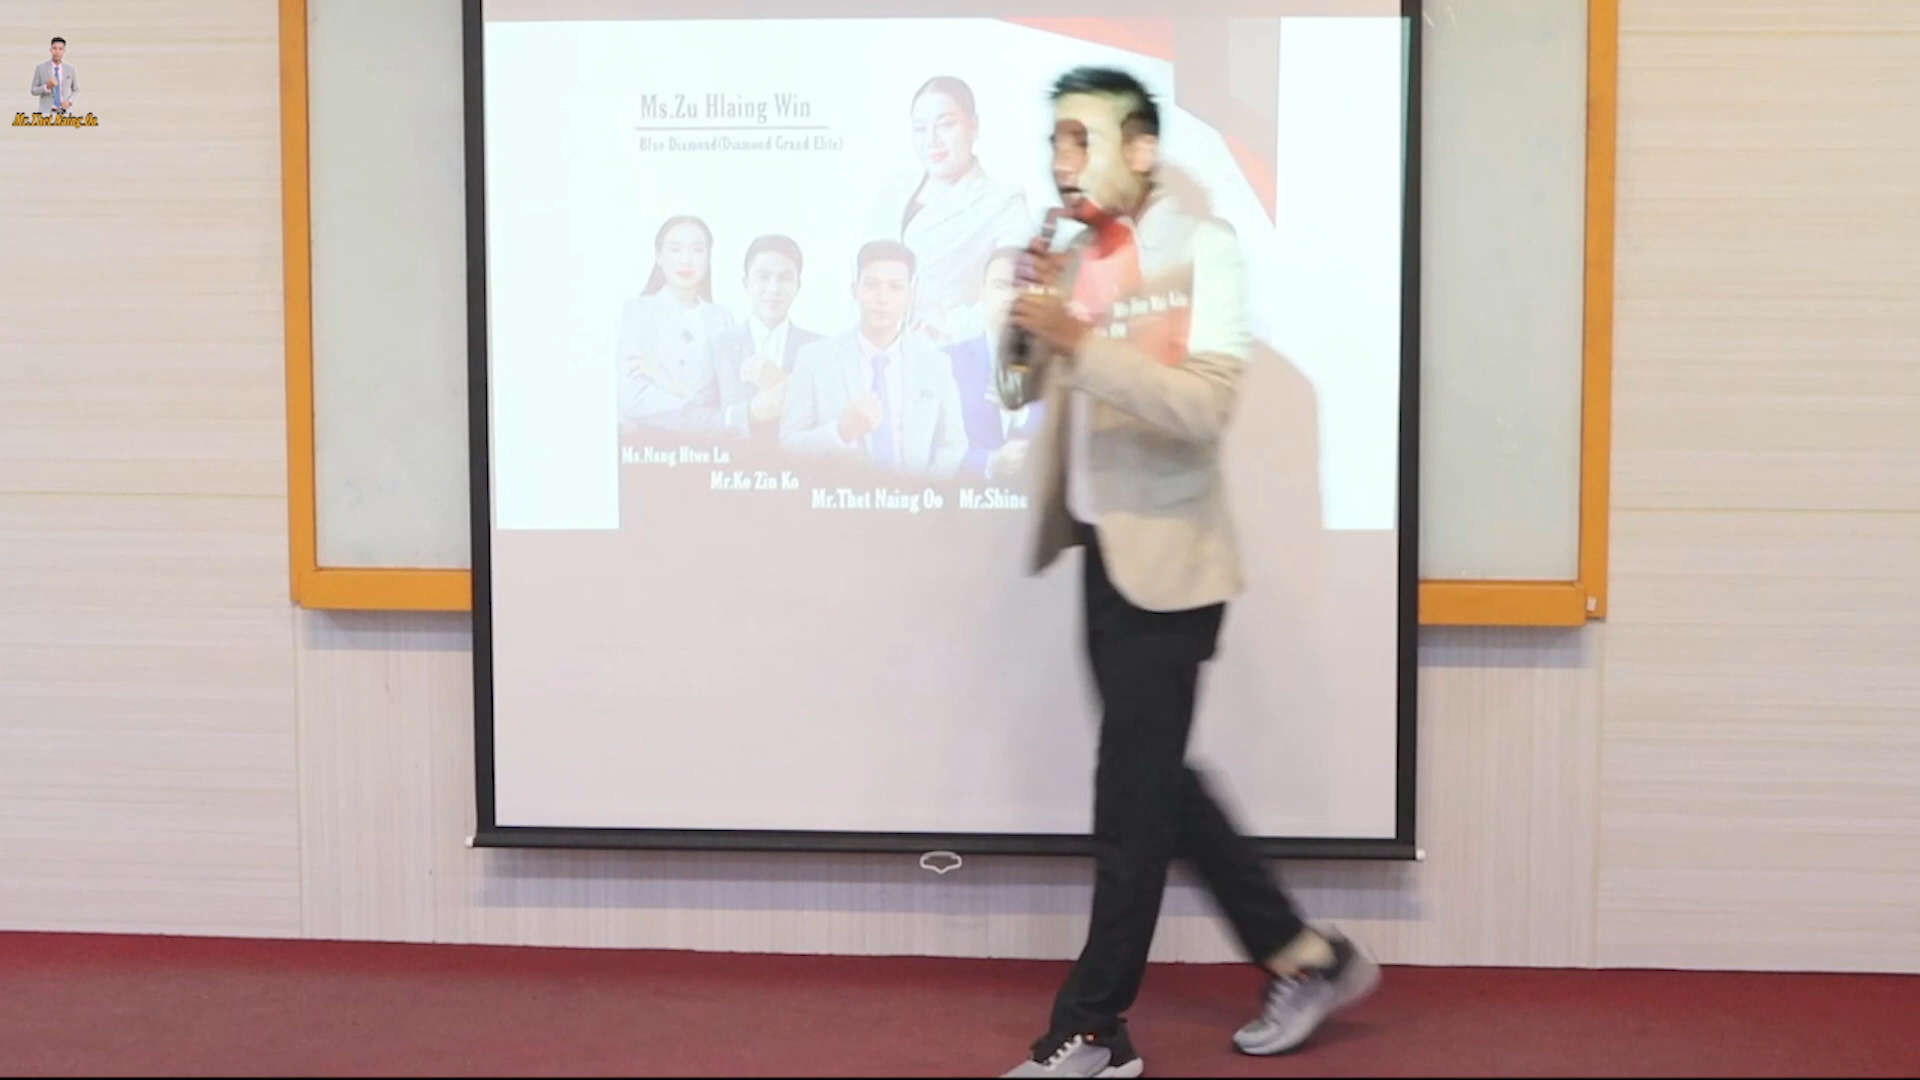 Mr.Thet Naing Oo
Ms.Zu Hlaing Win
Blue Diamond(Diamond Grand Elite)
Ms.Nang Htwe Lu
Mr.Ko Zin Ko
Mr.Thet Naing Oo
Mr.Shine